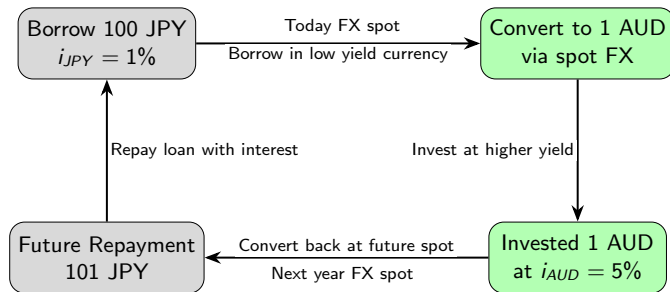 Borrow 100 JPY
i_JPY = 1%
Today FX spot
Borrow in low yield currency
Convert to 1 AUD
via spot FX
Repay loan with interest
Invest at higher yield
Future Repayment
101 JPY
Convert back at future spot
Next year FX spot
Invested 1 AUD
at i_AUD = 5%